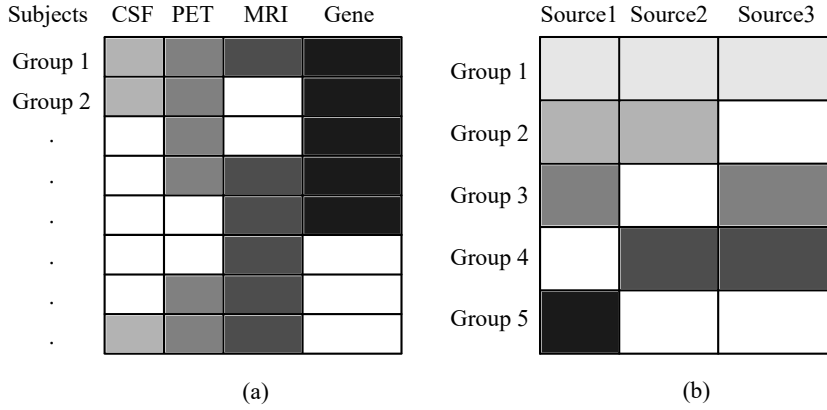 Subjects CSF PET MRI Gene
Group 1
Group 2
.
.
.
.
.
.
(a)
Source1 Source2 Source3
Group 1
Group 2
Group 3
Group 4
Group 5
(b)